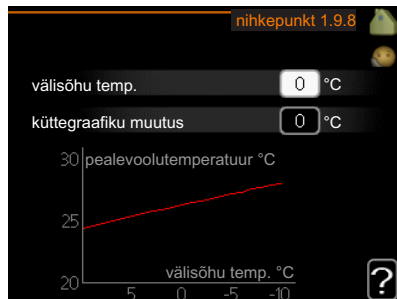 nihkepunkt 1.9.8
välisõhu temp. 0 °C
küttegraafiku muutus 0 °C
30 pealevoolutemperatuur °C
25
välisõhu temp. °C
20
5 0 -5 -10
?